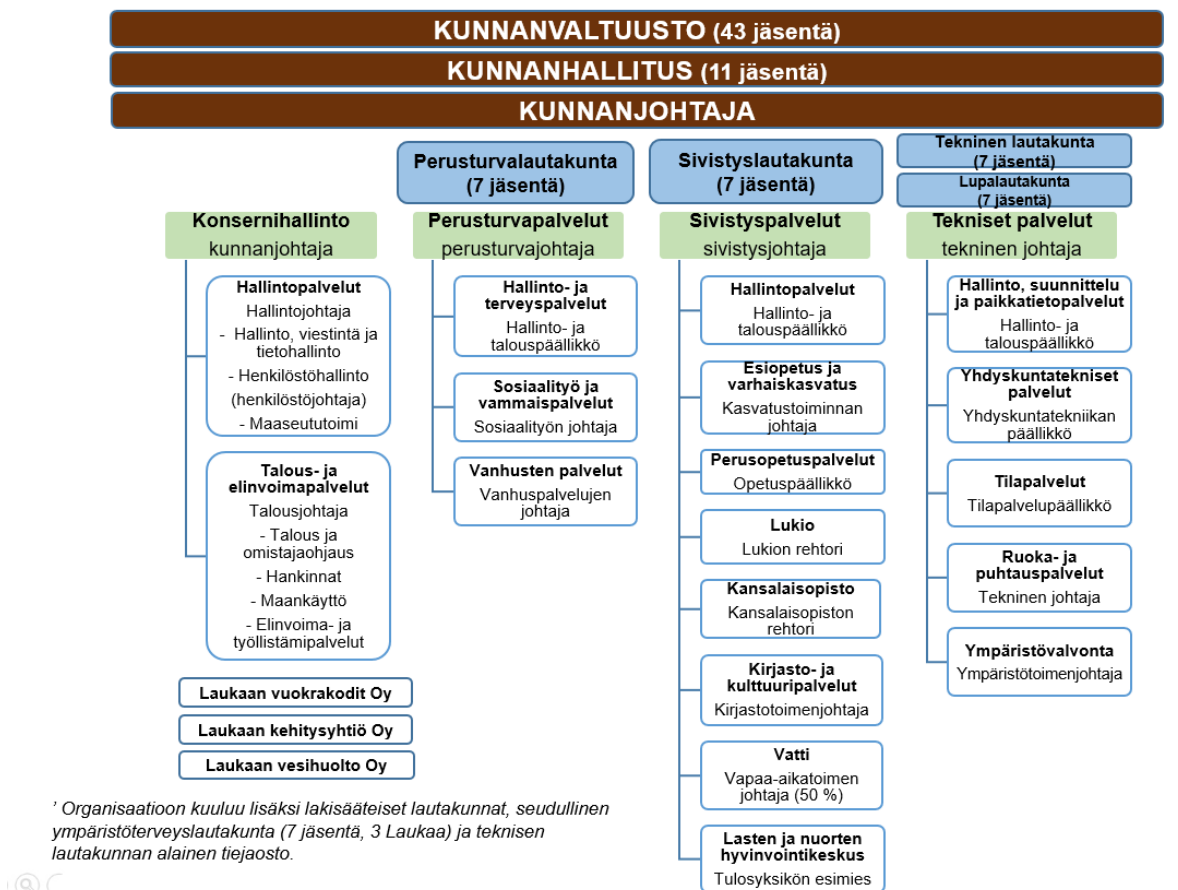 KUNNANVALTUUSTO (43 jäsentä)
KUNNANHALLITUS (11 jäsentä)
KUNNANJOHTAJA
Perusturvalautakunta
(7 jäsentä)
Sivistyslautakunta
(7 jäsentä)
Tekninen lautakunta
(7 jäsentä)
Lupalautakunta
(7 jäsentä)
Konsernihallinto
kunnanjohtaja
Hallintopalvelut
Hallintojohtaja
- Hallinto, viestintä ja
tietohallinto
- Henkilöstöhallinto
(henkilöstöjohtaja)
- Maaseututoimi
Talous- ja
elinvoimapalvelut
Talousjohtaja
- Talous ja
omistajaohjaus
- Hankinnat
- Maankäyttö
- Elinvoima- ja
työllistämipalvelut
Laukaan vuokrakodit Oy
Laukaan kehitysyhtiö Oy
Laukaan vesihuolto Oy
Perusturvapalvelut
perusturvajohtaja
Hallinto- ja
terveyspalvelut
Hallinto- ja
talouspäällikkö
Sosiaalityö ja
vammaispalvelut
Sosiaalityön johtaja
Vanhusten palvelut
Vanhuspalvelujen
johtaja
Sivistyspalvelut
sivistysjohtaja
Hallintopalvelut
Hallinto- ja
talouspäällikkö
Esiopetus ja
varhaiskasvatus
Kasvatustoiminnan
johtaja
Perusopetuspalvelut
Opetuspäällikkö
Lukio
Lukion rehtori
Kansalaisopisto
Kansalaisopiston
rehtori
Kirjasto- ja
kulttuuripalvelut
Kirjastotoimenjohtaja
Vatti
Vapaa-aikatoimen
johtaja (50 %)
Lasten ja nuorten
hyvinvointikeskus
Tulosyksikön esimies
Tekniset palvelut
tekninen johtaja
Hallinto, suunnittelu
ja paikkatietopalvelut
Hallinto- ja
talouspäällikkö
Yhdyskuntatekniset
palvelut
Yhdyskuntatekniikan
päällikkö
Tilapalvelut
Tilapalvelupäällikkö
Ruoka- ja
puhtauspalvelut
Tekninen johtaja
Ympäristövalvonta
Ympäristötoimenjohtaja
’ Organisaatioon kuuluu lisäksi lakisääteiset lautakunnat, seudullinen
ympäristöterveyslautakunta (7 jäsentä, 3 Laukaa) ja teknisen
lautakunnan alainen tiejaosto.